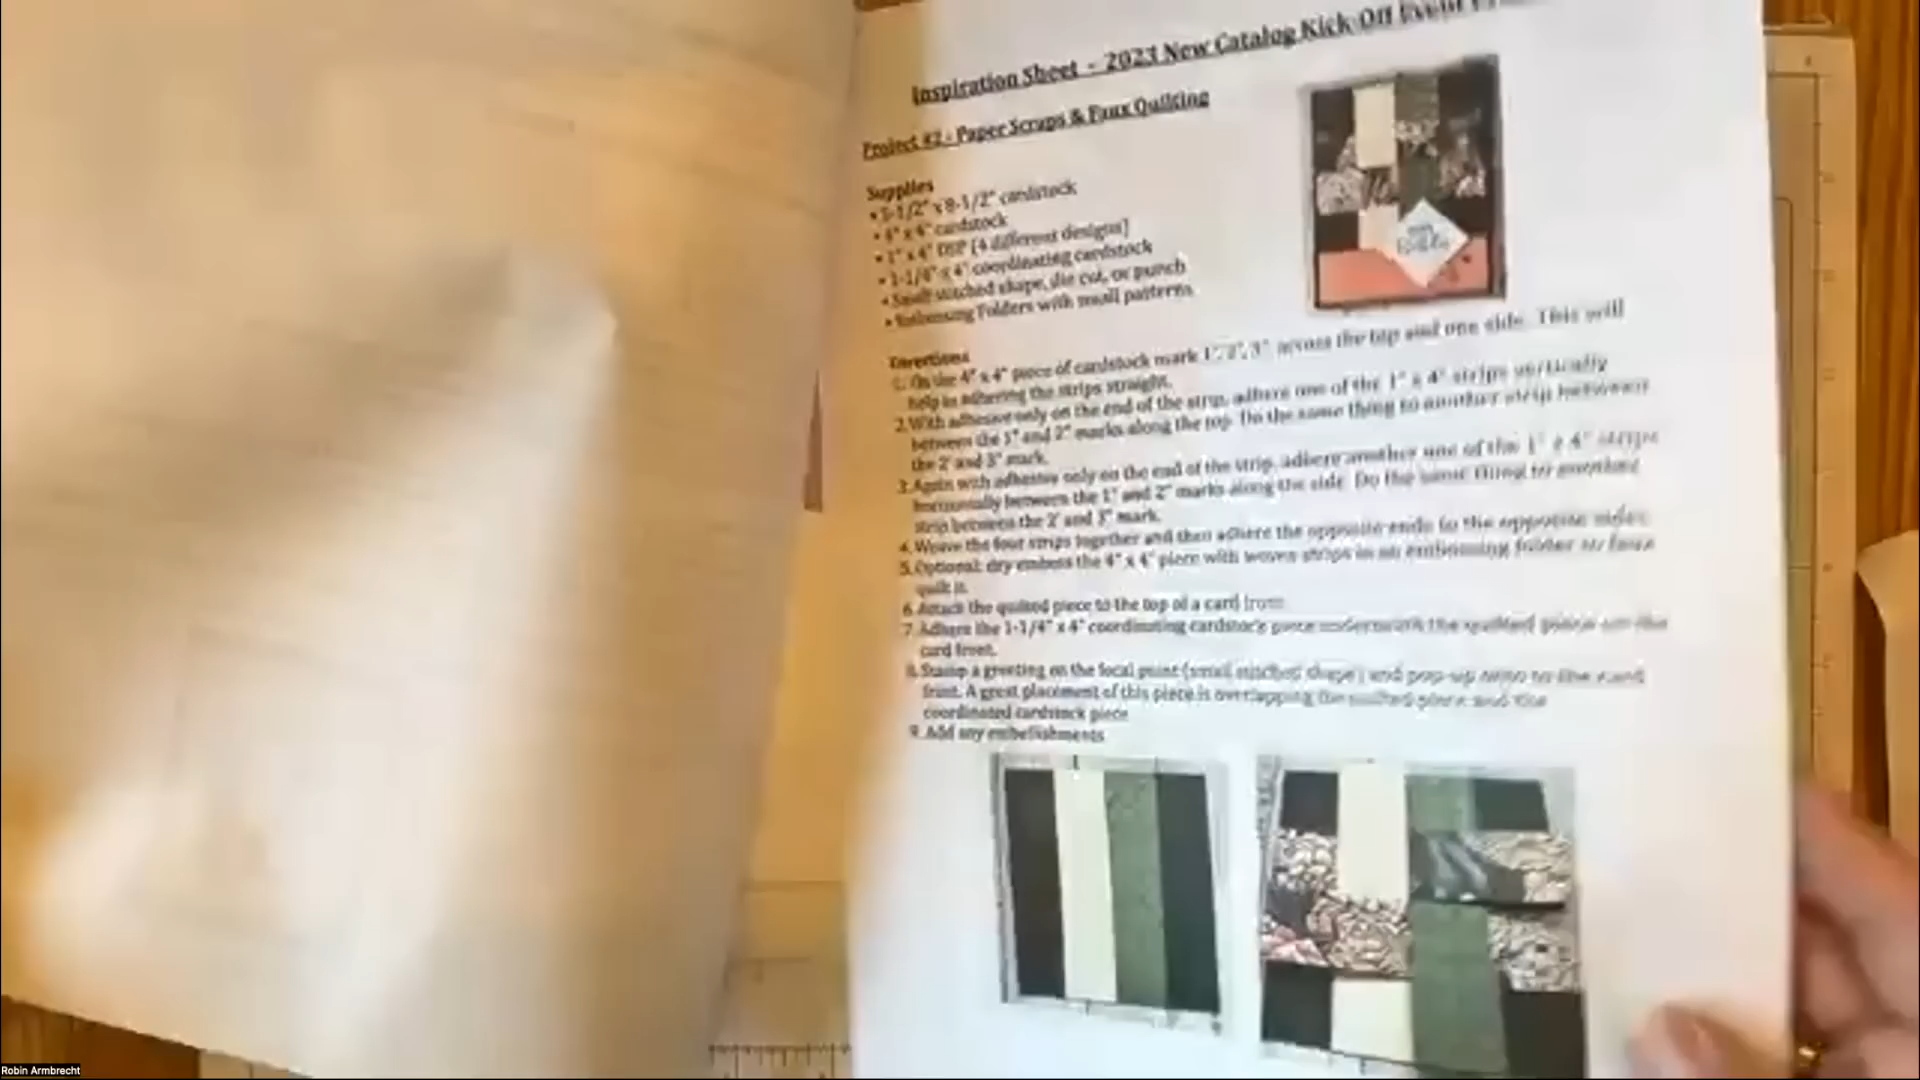 Inspiration Sheet - 2023 New Catalog Kick-Off Event
Project #2 - Paper Scraps & Faux Quilting
Supplies
• 5-1/2" x 8-1/2" cardstock
• 4" x 4" cardstock
• 1" x 4" DSP (4 different designs)
• 1-1/4" x 4" coordinating cardstock
• Small stitched shape, die cut, or punch
• Embossing Folders with small patterns
Directions
1. On the 4" x 4" piece of cardstock mark 1", 2", 3" across the top and one side. This will
help in adhering the strips straight.
2. With adhesive only on the end of the strip, adhere one of the 1" x 4" strips vertically
between the 1" and 2" marks along the top. Do the same thing to another strip between
the 2' and 3" mark.
3. Again with adhesive only on the end of the strip, adhere another one of the 1" x 4" strips
horizontally between the 1" and 2" marks along the side. Do the same thing to another
strip between the 2' and 3" mark.
4. Weave the four strips together and then adhere the opposite ends to the opposite sides.
5. Optional: dry emboss the 4" x 4" piece with woven strips in an embossing folder to faux
quilt it.
6. Attach the quilted piece to the top of a card front.
7. Adhere the 1-1/4" x 4" coordinating cardstock piece underneath the quilted piece on the
card front.
8. Stamp a greeting on the focal point (small stitched shape) and pop-up onto to the card
front. A great placement of this piece is overlapping the quilted piece and the
coordinated cardstock piece
9. Add any embellishments
Robin Armbrecht